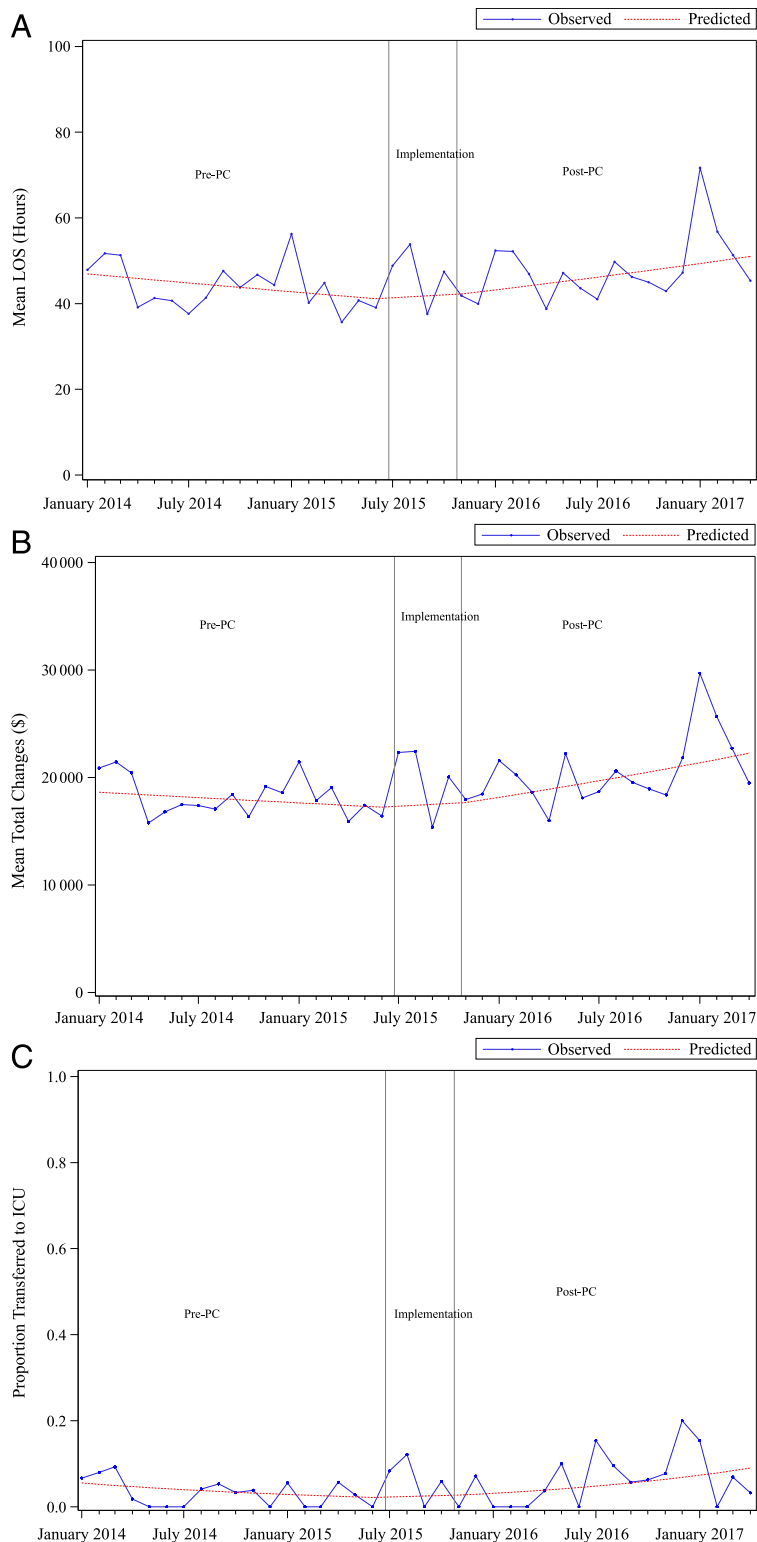 A
Observed Predicted
100
80
60
40
20
0
Mean LOS (Hours)
Pre-PC
Implementation
Post-PC
January 2014 July 2014 January 2015 July 2015 January 2016 July 2016 January 2017
B
Observed Predicted
40 000
30 000
20 000
10 000
0
Mean Total Changes ($)
Pre-PC
Implementation
Post-PC
January 2014 July 2014 January 2015 July 2015 January 2016 July 2016 January 2017
C
Observed Predicted
1.0
0.8
0.6
0.4
0.2
0.0
Proportion Transferred to ICU
Pre-PC
Implementation
Post-PC
January 2014 July 2014 January 2015 July 2015 January 2016 July 2016 January 2017